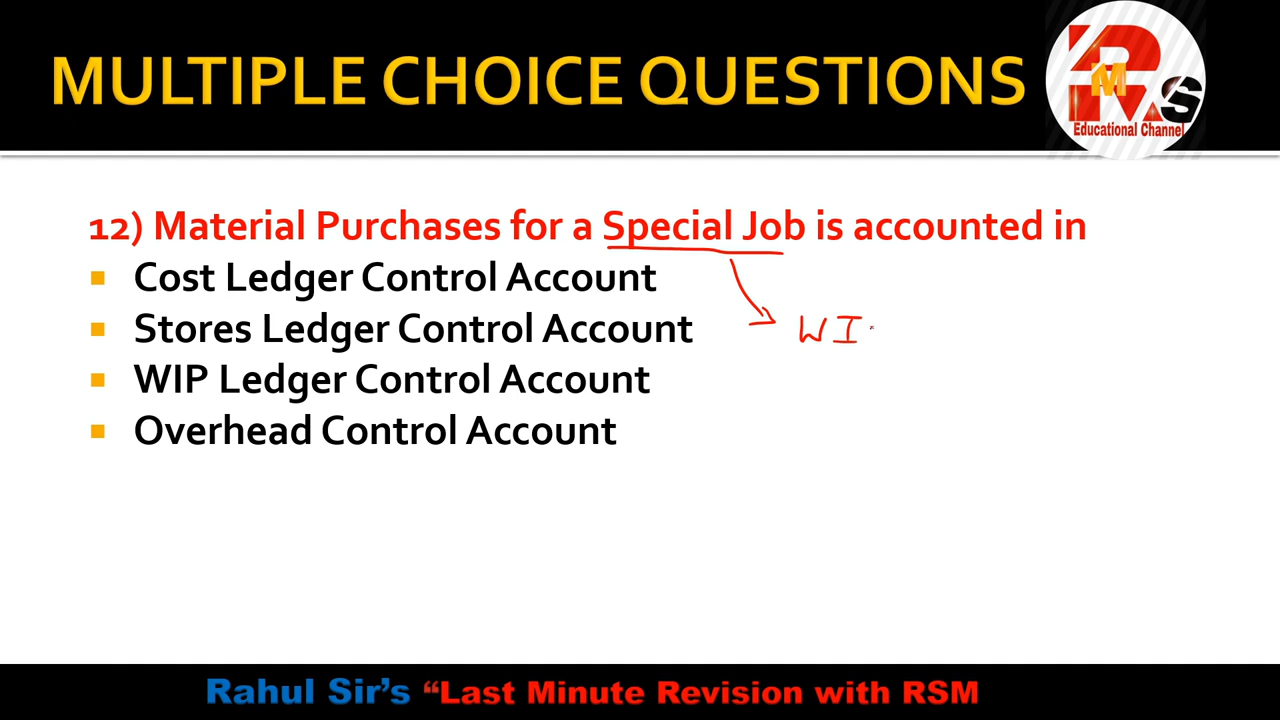 MULTIPLE CHOICE QUESTIONS
RMS
Educational Channel
12) Material Purchases for a Special Job is accounted in
Cost Ledger Control Account
Stores Ledger Control Account
WI
WIP Ledger Control Account
Overhead Control Account
Rahul Sir's “Last Minute Revision with RSM